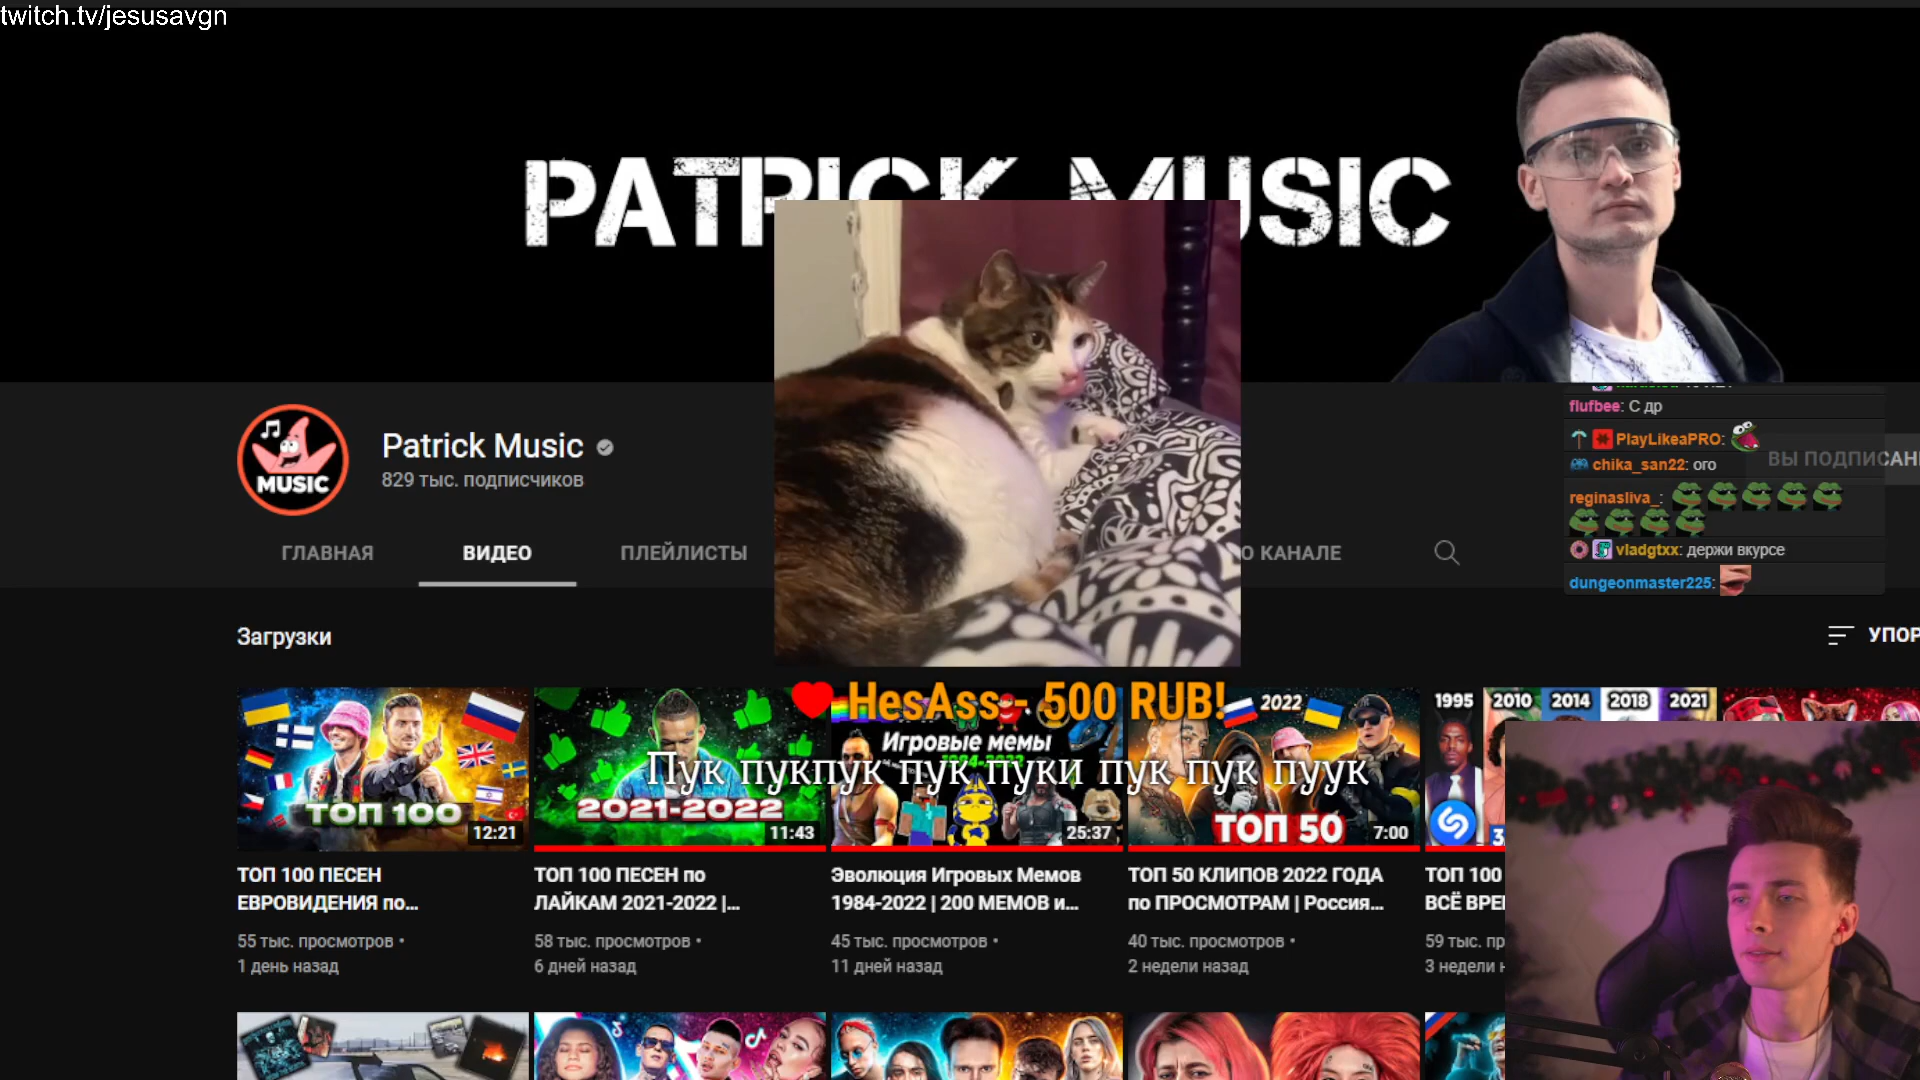 twitch.tv/jesusavgn
PATRICK MUSIC
MUSIC
Patrick Music
829 тыс. подписчиков
ГЛАВНАЯ
ВИДЕО
ПЛЕЙЛИСТЫ
О КАНАЛЕ
flufbee: С др
PlayLikeaPRO:
chika_san22: ого
ВЫ ПОДПИСАН
reginasliva_:
vladgtxx: держи вкурсе
dungeonmaster225:
Загрузки
УПОР
HesAss - 500 RUB!
Пук пукпук пук пуки пук пук пуук
ТОП 100
12:21
2021-2022
11:43
Игровые мемы
1984-2022
25:37
2022
ТОП 50
7:00
1995 2010 2014 2018 2021
ТОП 100 ПЕСЕН
ЕВРОВИДЕНИЯ по...
55 тыс. просмотров •
1 день назад
ТОП 100 ПЕСЕН по
ЛАЙКАМ 2021-2022 |...
58 тыс. просмотров •
6 дней назад
Эволюция Игровых Мемов
1984-2022 | 200 МЕМОВ и...
45 тыс. просмотров •
11 дней назад
ТОП 50 КЛИПОВ 2022 ГОДА
по ПРОСМОТРАМ | Россия...
40 тыс. просмотров •
2 недели назад
ТОП 100
ВСЁ ВРЕ
59 тыс. пр
3 недели